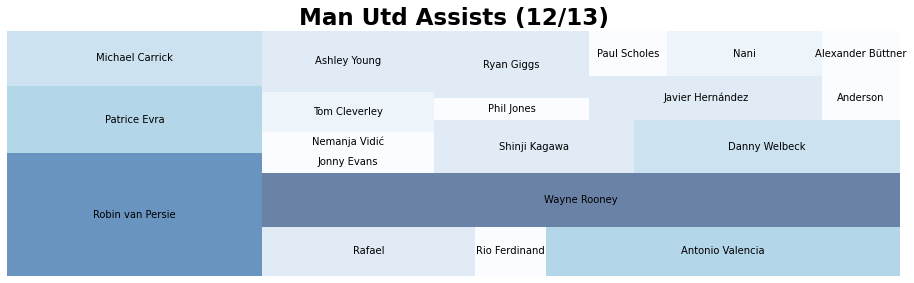 Man Utd Assists (12/13)
Michael Carrick
Ashley Young
Ryan Giggs
Paul Scholes
Nani
Alexander Büttner
Patrice Evra
Tom Cleverley
Phil Jones
Javier Hernández
Anderson
Nemanja Vidić
Jonny Evans
Shinji Kagawa
Danny Welbeck
Robin van Persie
Wayne Rooney
Rafael
Rio Ferdinand
Antonio Valencia